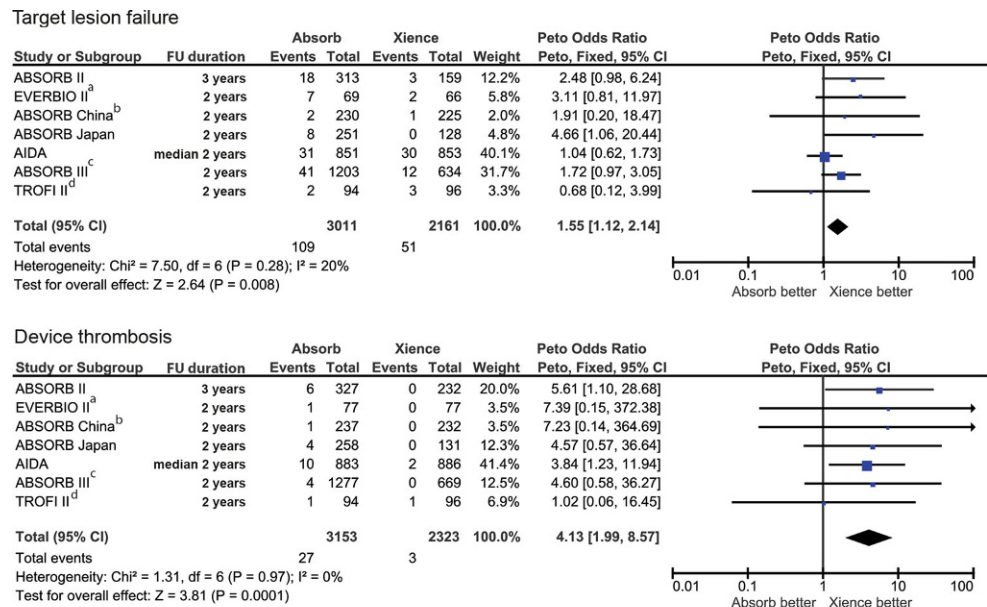 Target lesion failure
Absorb Xience Peto Odds Ratio Peto Odds Ratio
Study or Subgroup FU duration Events Total Events Total Weight Peto, Fixed, 95% CI Peto, Fixed, 95% CI
ABSORB II 3 years 18 313 3 159 12.2% 2.48 [0.98, 6.24]
EVERBIO IIa 2 years 7 69 2 66 5.8% 3.11 [0.81, 11.97]
ABSORB Chinab 2 years 2 230 1 225 2.0% 1.91 [0.20, 18.47]
ABSORB Japan 2 years 8 251 0 128 4.8% 4.66 [1.06, 20.44]
AIDA median 2 years 31 851 30 853 40.1% 1.04 [0.62, 1.73]
ABSORB IIIc 2 years 41 1203 12 634 31.7% 1.72 [0.97, 3.05]
TROFI IId 2 years 2 94 3 96 3.3% 0.68 [0.12, 3.99]
Total (95% CI) 3011 2161 100.0% 1.55 [1.12, 2.14]
Total events 109 51
Heterogeneity: Chi² = 7.50, df = 6 (P = 0.28); I² = 20%
Test for overall effect: Z = 2.64 (P = 0.008)
0.01 0.1 1 10 100
Absorb better Xience better
Device thrombosis
Absorb Xience Peto Odds Ratio Peto Odds Ratio
Study or Subgroup FU duration Events Total Events Total Weight Peto, Fixed, 95% CI Peto, Fixed, 95% CI
ABSORB II 3 years 6 327 0 232 20.0% 5.61 [1.10, 28.68]
EVERBIO IIa 2 years 1 77 0 77 3.5% 7.39 [0.15, 372.38]
ABSORB Chinab 2 years 1 237 0 232 3.5% 7.23 [0.14, 364.69]
ABSORB Japan 2 years 4 258 0 131 12.3% 4.57 [0.57, 36.64]
AIDA median 2 years 10 883 2 886 41.4% 3.84 [1.23, 11.94]
ABSORB IIIc 2 years 4 1277 0 669 12.5% 4.60 [0.58, 36.27]
TROFI IId 2 years 1 94 1 96 6.9% 1.02 [0.06, 16.45]
Total (95% CI) 3153 2323 100.0% 4.13 [1.99, 8.57]
Total events 27 3
Heterogeneity: Chi² = 1.31, df = 6 (P = 0.97); I² = 0%
Test for overall effect: Z = 3.81 (P = 0.0001)
0.01 0.1 1 10 100
Absorb better Xience better